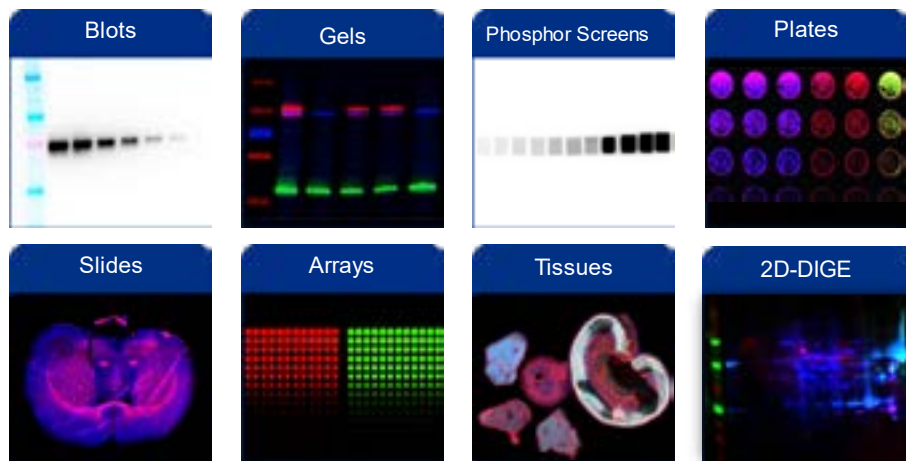 Blots
Gels
Phosphor Screens
Plates
Slides
Arrays
Tissues
2D-DIGE